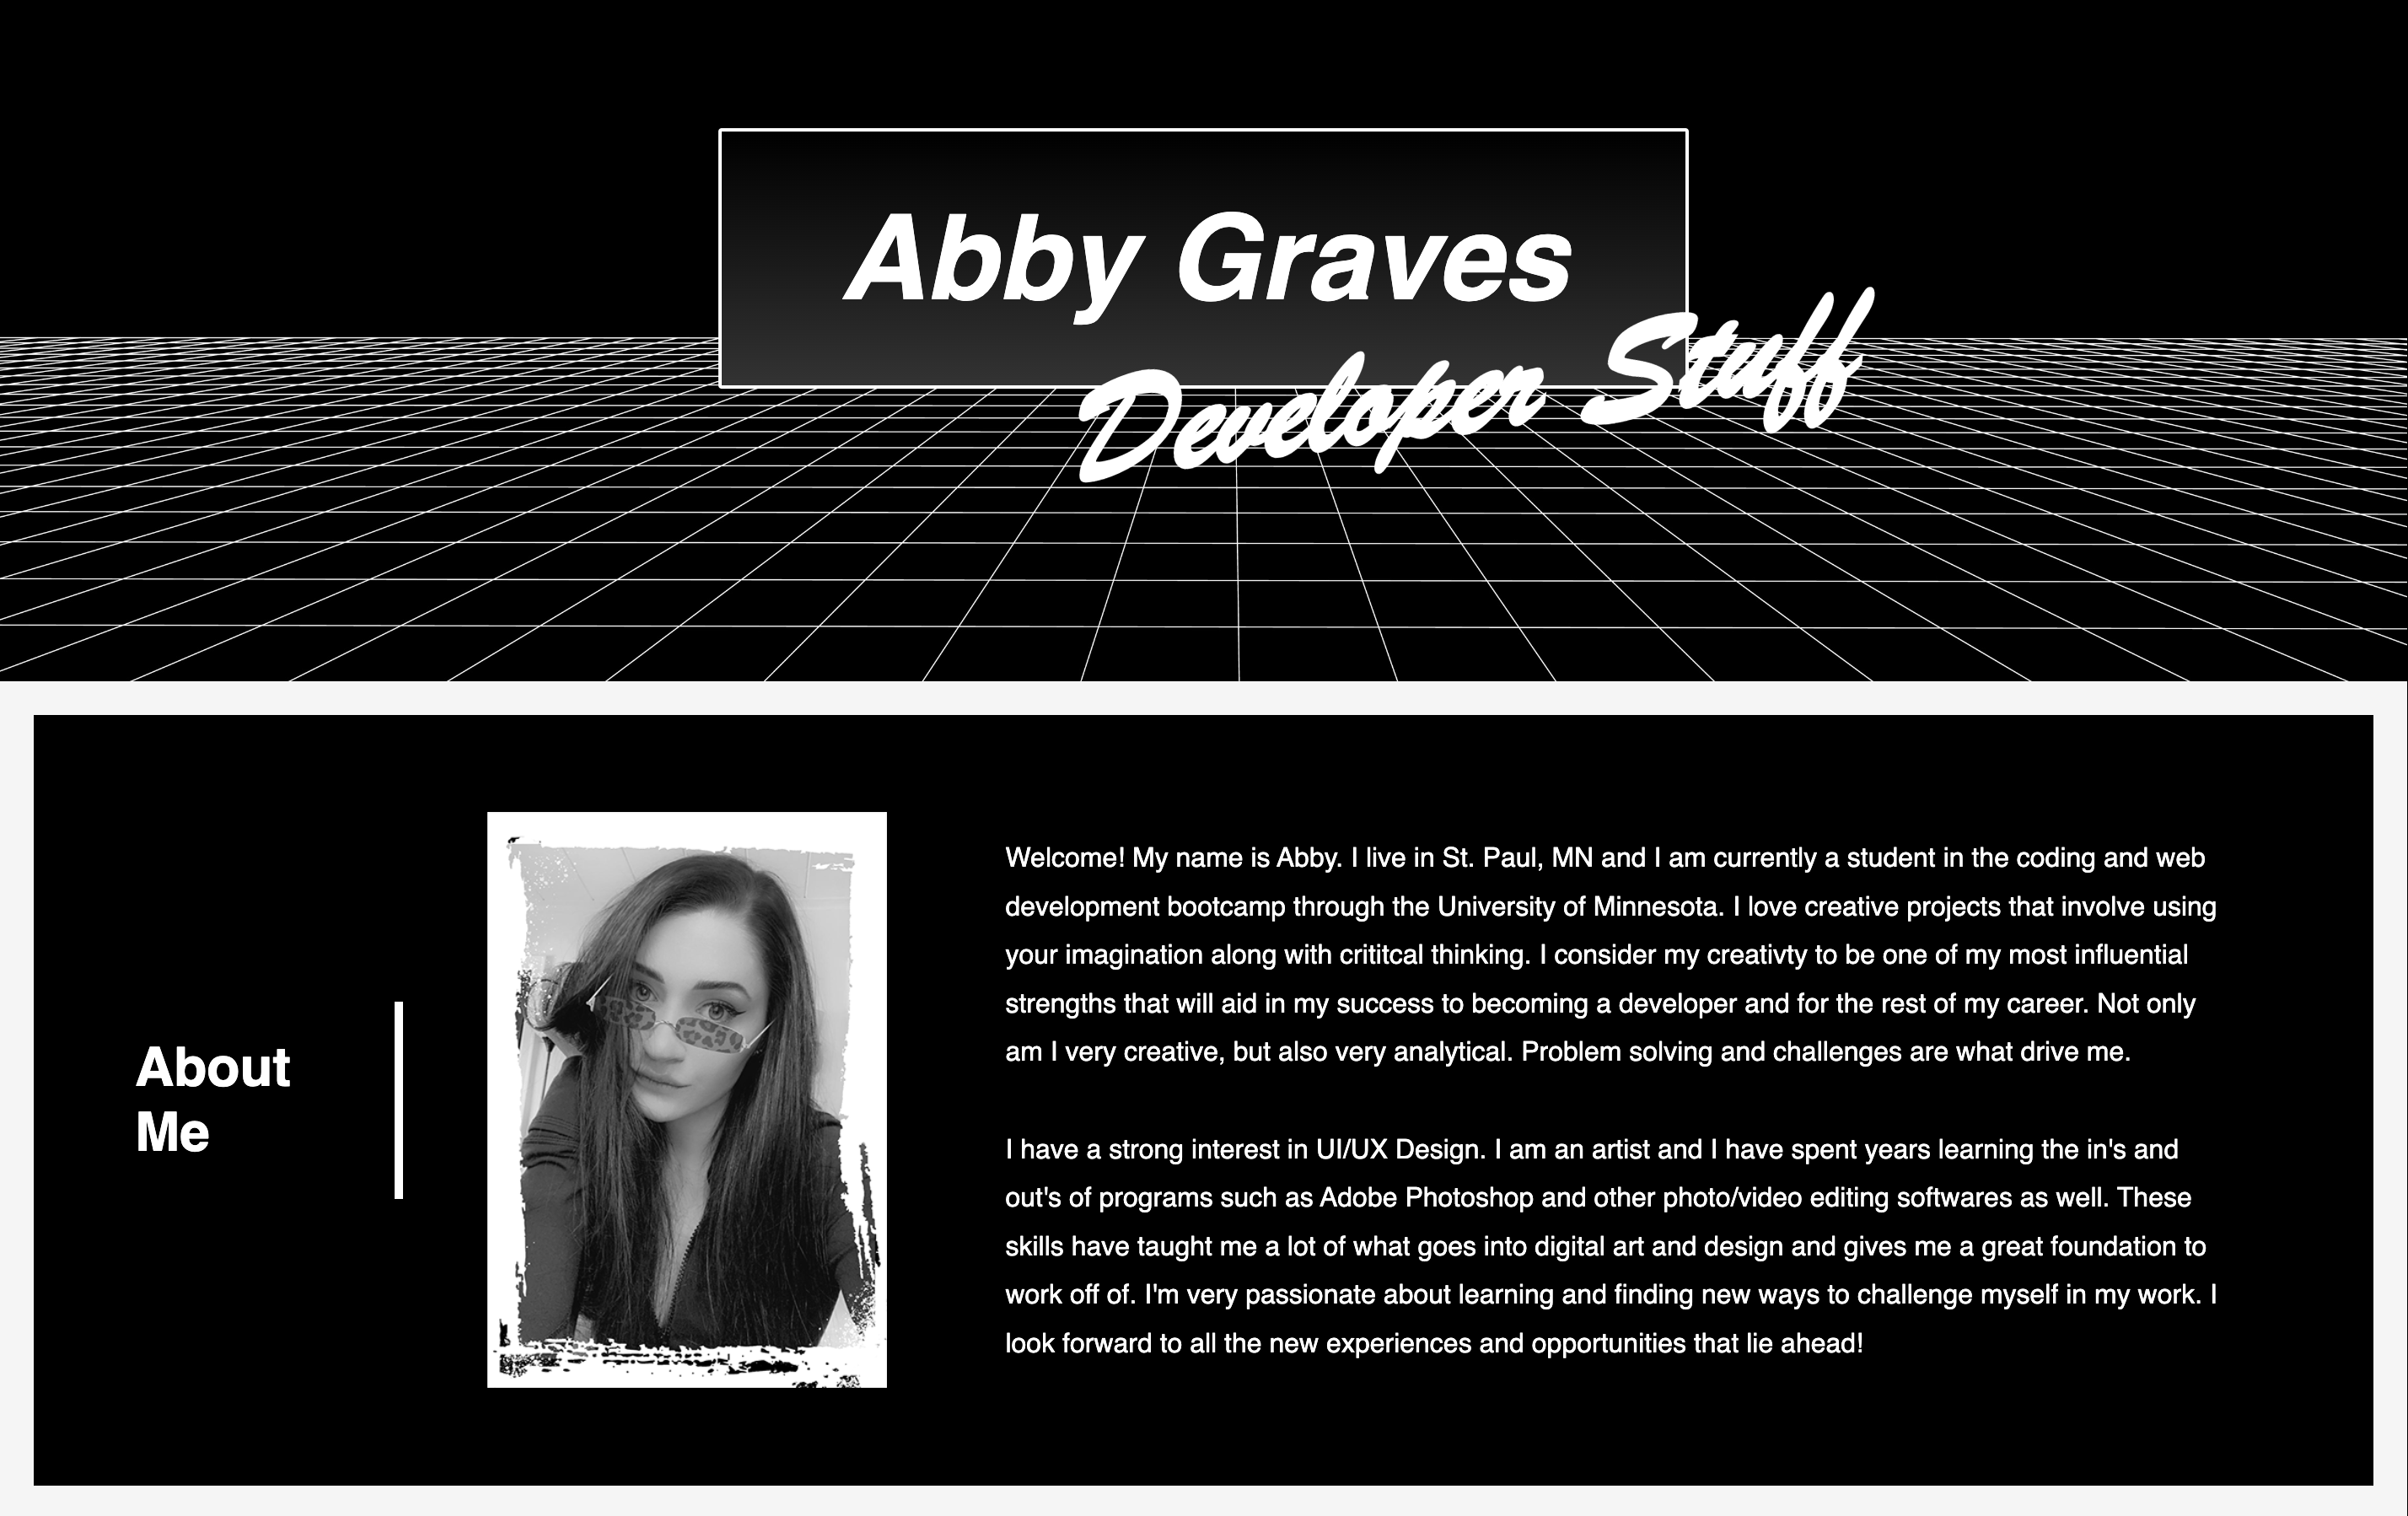 Abby Graves
Developer Stuff
About
Me
Welcome! My name is Abby. I live in St. Paul, MN and I am currently a student in the coding and web
development bootcamp through the University of Minnesota. I love creative projects that involve using
your imagination along with crititcal thinking. I consider my creativty to be one of my most influential
strengths that will aid in my success to becoming a developer and for the rest of my career. Not only
am I very creative, but also very analytical. Problem solving and challenges are what drive me.
I have a strong interest in UI/UX Design. I am an artist and I have spent years learning the in's and
out's of programs such as Adobe Photoshop and other photo/video editing softwares as well. These
skills have taught me a lot of what goes into digital art and design and gives me a great foundation to
work off of. I'm very passionate about learning and finding new ways to challenge myself in my work. I
look forward to all the new experiences and opportunities that lie ahead!